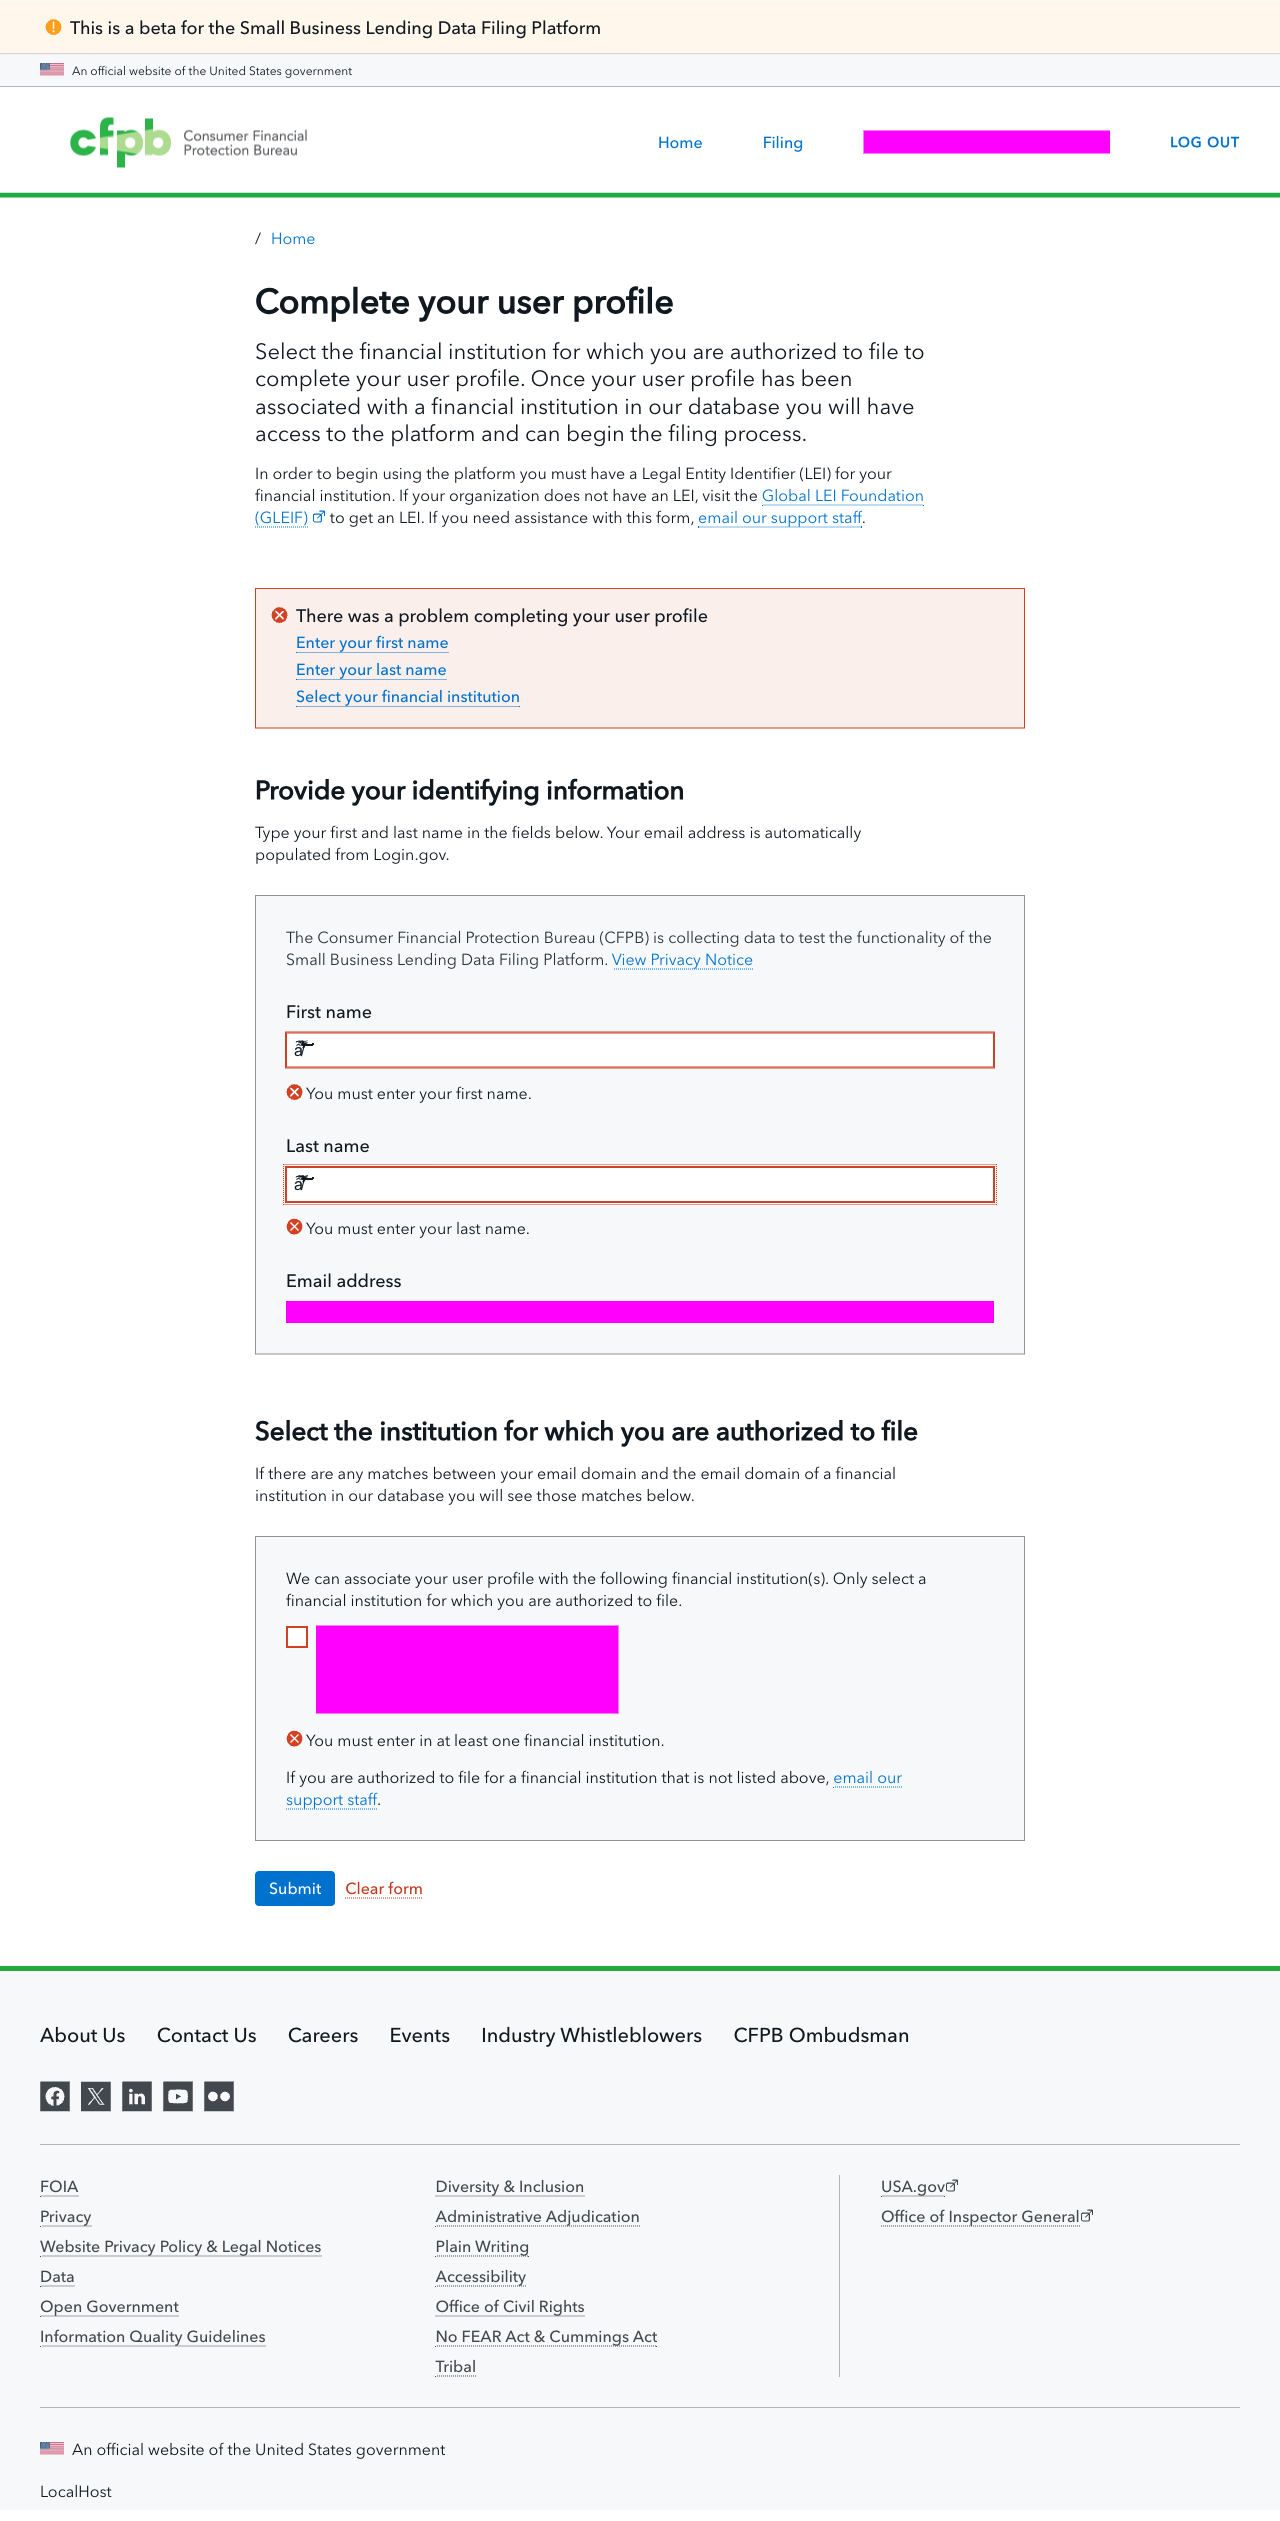 This is a beta for the Small Business Lending Data Filing Platform
An official website of the United States government
cfpb Consumer Financial
Protection Bureau
Home Filing LOG OUT
/ Home
Complete your user profile
Select the financial institution for which you are authorized to file to
complete your user profile. Once your user profile has been
associated with a financial institution in our database you will have
access to the platform and can begin the filing process.
In order to begin using the platform you must have a Legal Entity Identifier (LEI) for your
financial institution. If your organization does not have an LEI, visit the Global LEI Foundation
(GLEIF) to get an LEI. If you need assistance with this form, email our support staff.
There was a problem completing your user profile
Enter your first name
Enter your last name
Select your financial institution
Provide your identifying information
Type your first and last name in the fields below. Your email address is automatically
populated from Login.gov.
The Consumer Financial Protection Bureau (CFPB) is collecting data to test the functionality of the
Small Business Lending Data Filing Platform. View Privacy Notice
First name
You must enter your first name.
Last name
You must enter your last name.
Email address
Select the institution for which you are authorized to file
If there are any matches between your email domain and the email domain of a financial
institution in our database you will see those matches below.
We can associate your user profile with the following financial institution(s). Only select a
financial institution for which you are authorized to file.
You must enter in at least one financial institution.
If you are authorized to file for a financial institution that is not listed above, email our
support staff.
Submit Clear form
About Us Contact Us Careers Events Industry Whistleblowers CFPB Ombudsman
FOIA
Privacy
Website Privacy Policy & Legal Notices
Data
Open Government
Information Quality Guidelines
Diversity & Inclusion
Administrative Adjudication
Plain Writing
Accessibility
Office of Civil Rights
No FEAR Act & Cummings Act
Tribal
USA.gov
Office of Inspector General
An official website of the United States government
LocalHost